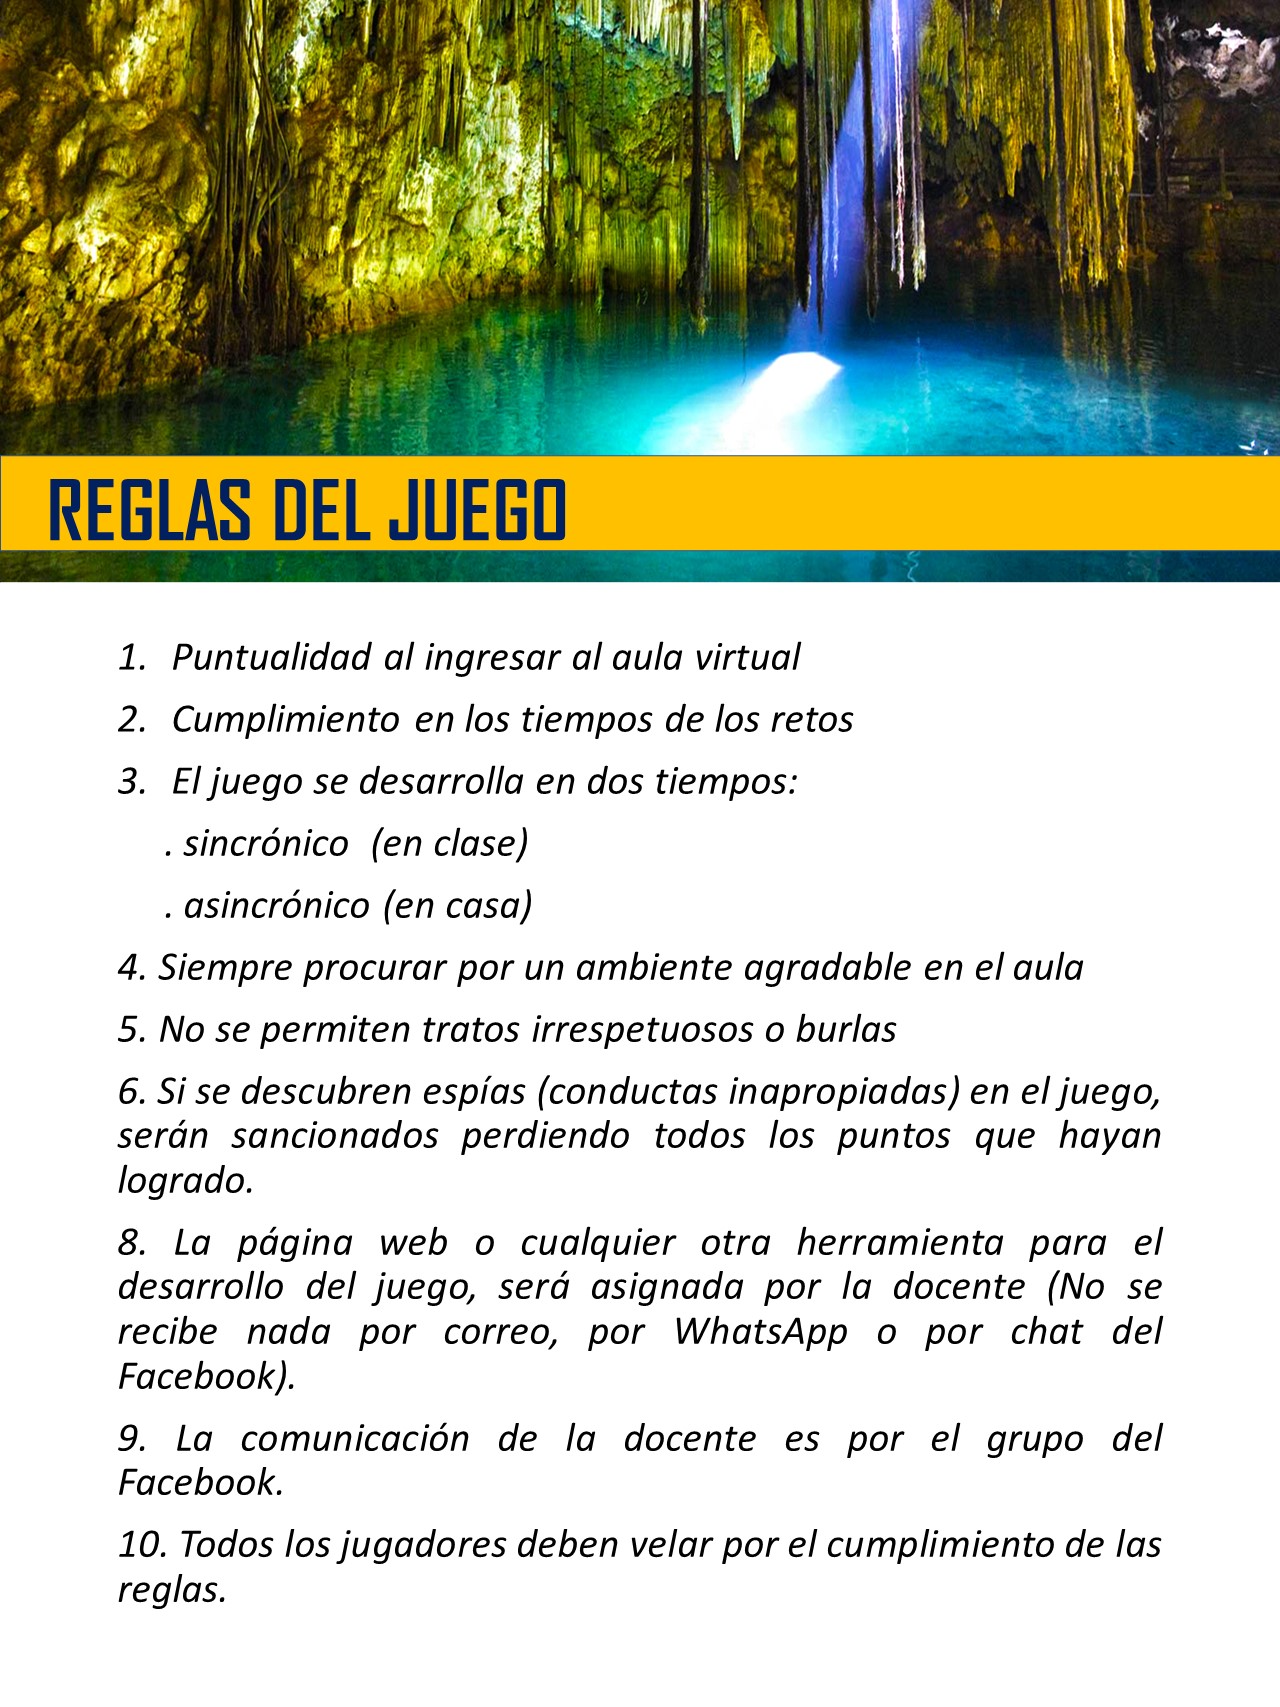 REGLAS DEL JUEGO
1. Puntualidad al ingresar al aula virtual
2. Cumplimiento en los tiempos de los retos
3. El juego se desarrolla en dos tiempos:
. sincrónico (en clase)
. asincrónico (en casa)
4. Siempre procurar por un ambiente agradable en el aula
5. No se permiten tratos irrespetuosos o burlas
6. Si se descubren espías (conductas inapropiadas) en el juego,
serán sancionados perdiendo todos los puntos que hayan
logrado.
8. La página web o cualquier otra herramienta para el
desarrollo del juego, será asignada por la docente (No se
recibe nada por correo, por WhatsApp o por chat del
Facebook).
9. La comunicación de la docente es por el grupo del
Facebook.
10. Todos los jugadores deben velar por el cumplimiento de las
reglas.